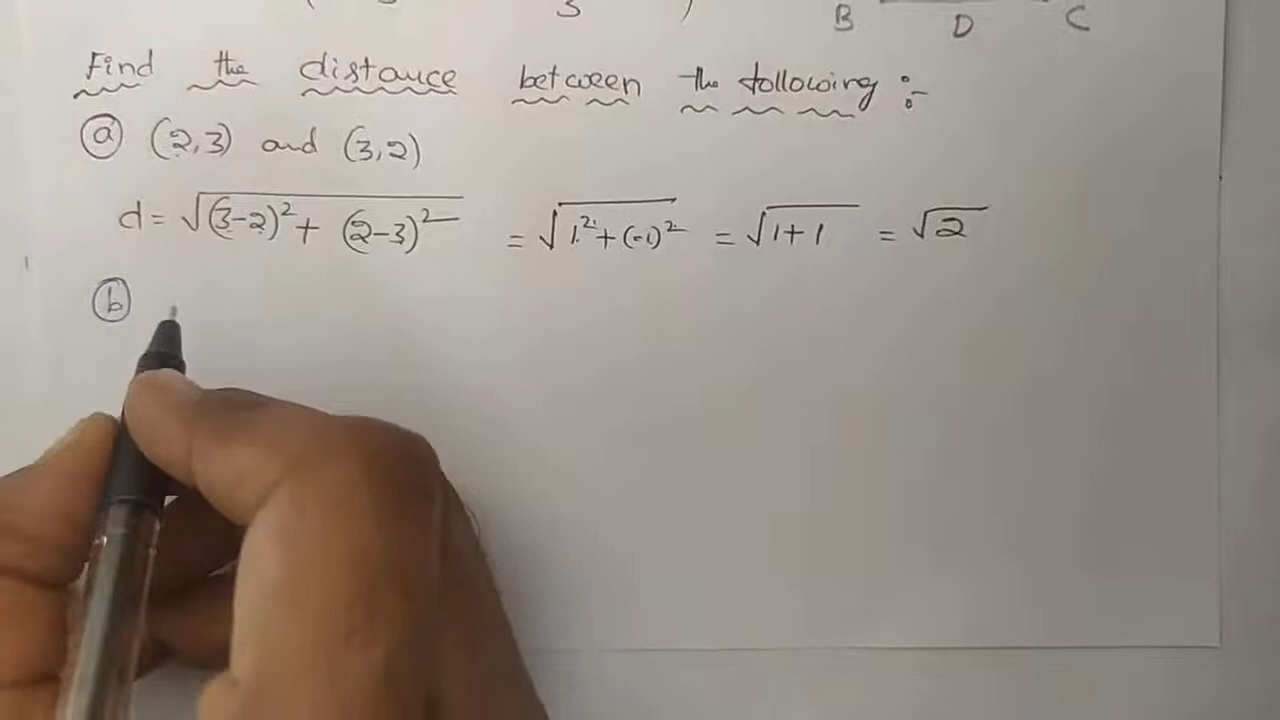 B D C
Find the distance between the following :-
(a) (2,3) and (3,2)
d = √(3-2)² + (2-3)² = √1² + (-1)² = √1+1 = √2
(b)